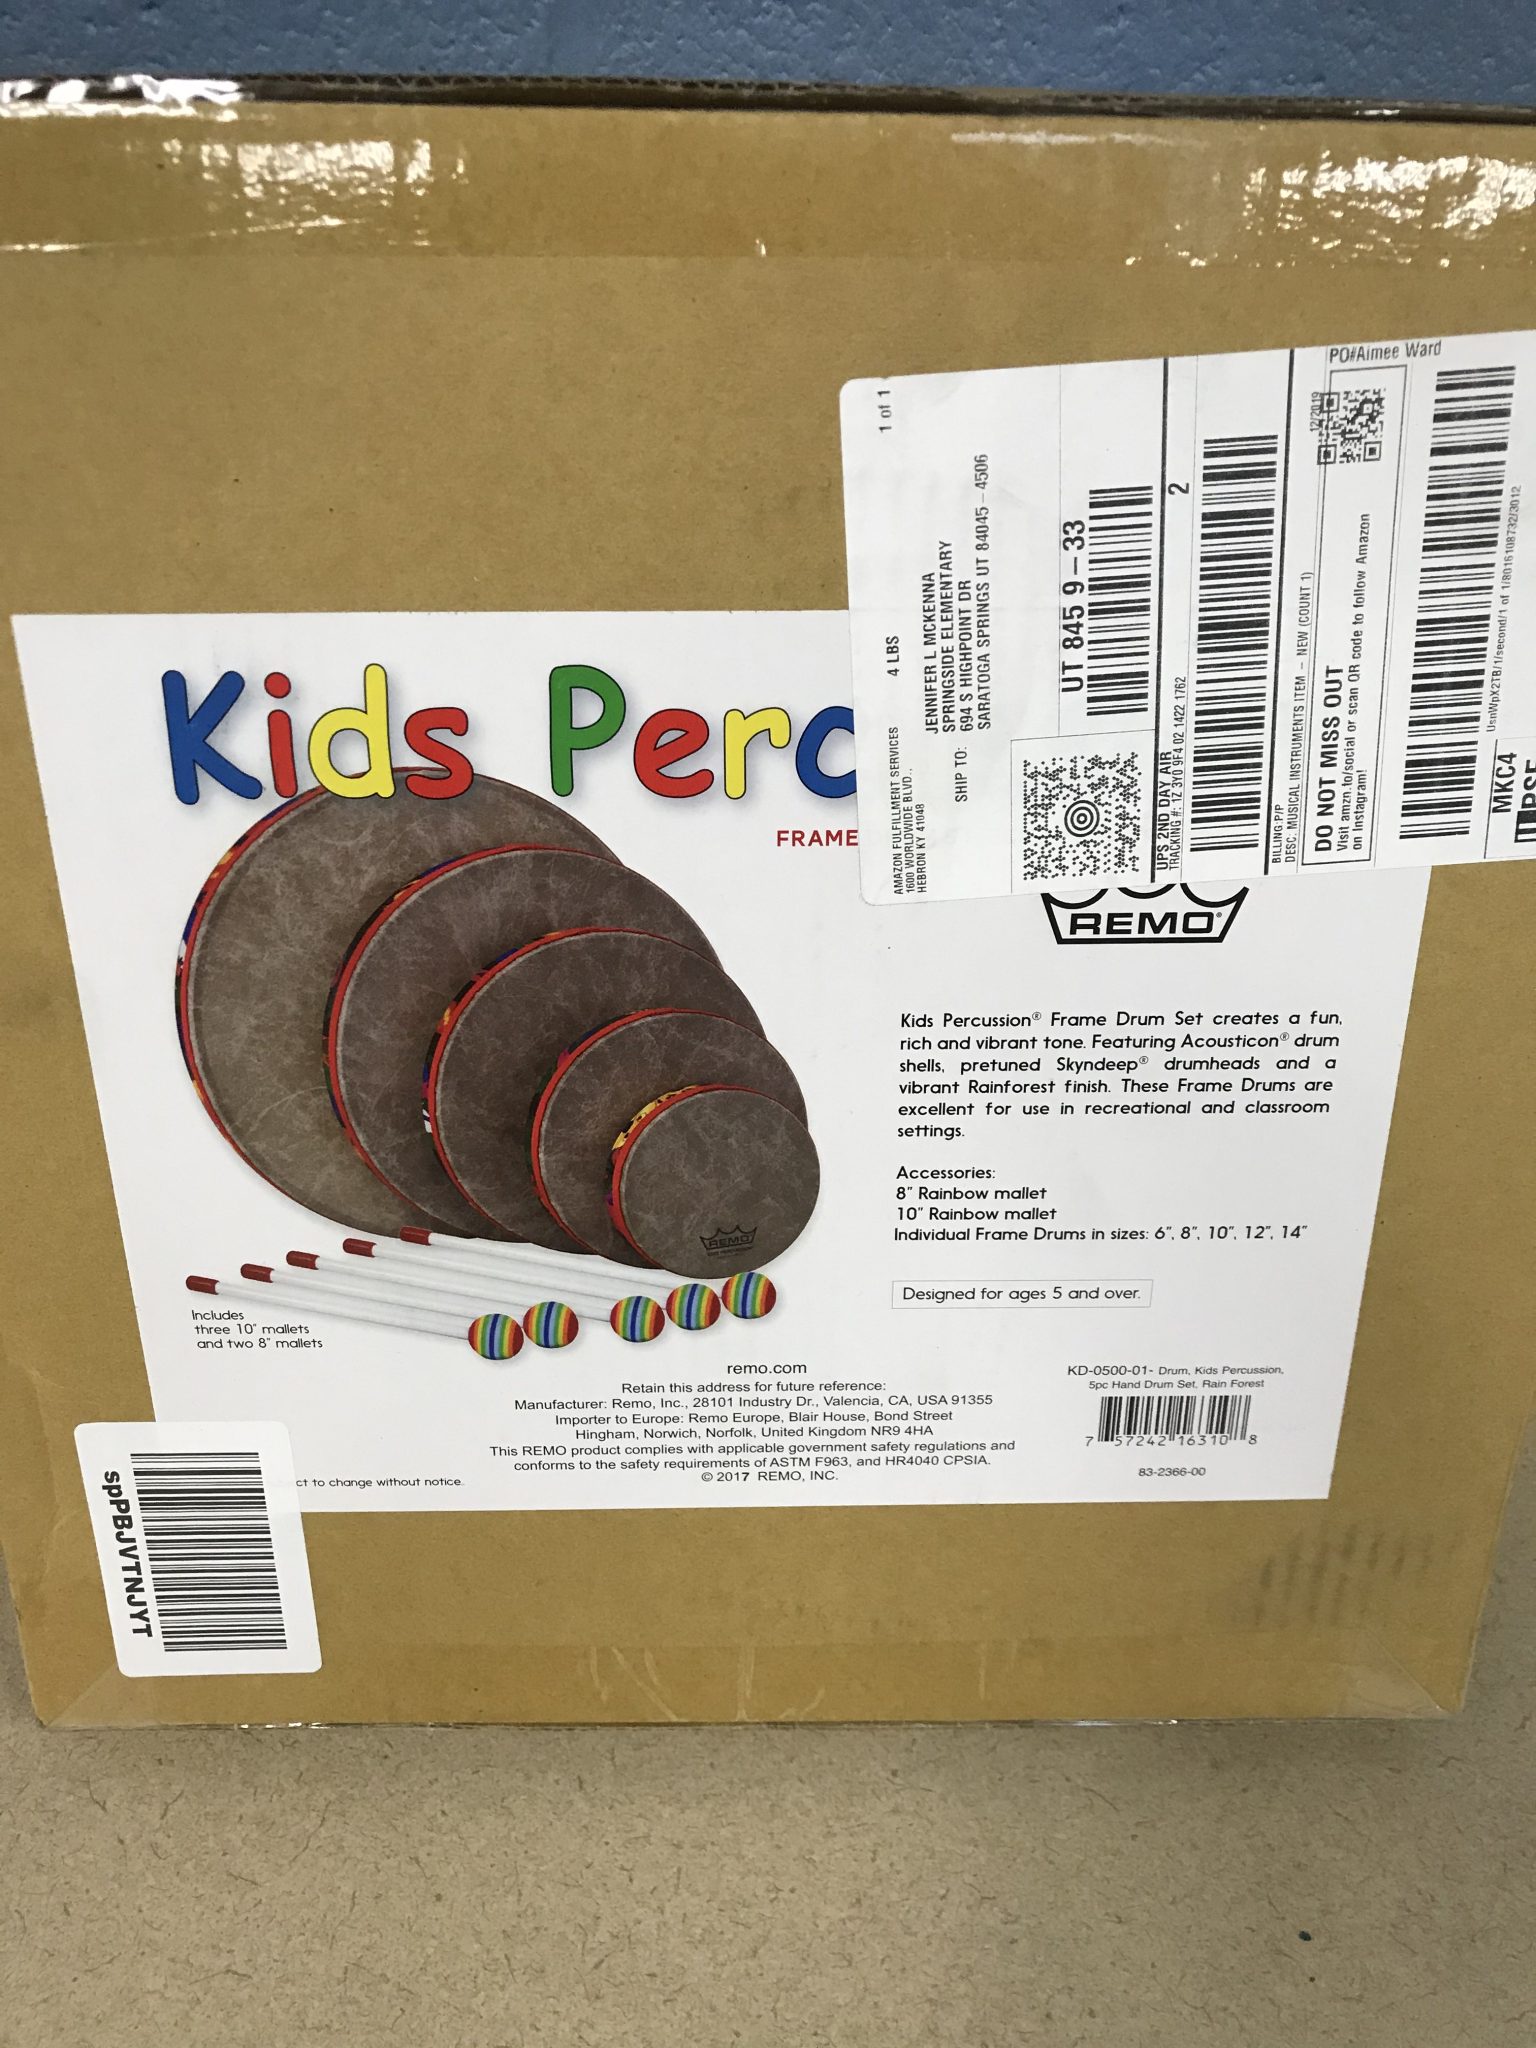 PO#Aimee Ward
12/2019
1 of 1
4 LBS
AMAZON FULFILLMENT SERVICES
1600 WORLDWIDE BLVD.,
HEBRON KY 41048
SHIP TO:
JENNIFER L MCKENNA
SPRINGSIDE ELEMENTARY
694 S HIGHPOINT DR
SARATOGA SPRINGS UT 84045-4506
UT 845 9-33
UPS 2ND DAY AIR
2
TRACKING #: 1Z 3Y0 9F4 02 1422 1762
BILLING:P/P
DESC: MUSICAL INSTRUMENTS ITEM - NEW (COUNT 1)
DO NOT MISS OUT
Visit amzn.to/social or scan QR code to follow Amazon
on Instagram!
UsnWpX2TB/1/second/1 of 1/8016108732/3012
MKC4
Kids Perc
FRAME
REMO®
Kids Percussion® Frame Drum Set creates a fun,
rich and vibrant tone. Featuring Acousticon® drum
shells, pretuned Skyndeep® drumheads and a
vibrant Rainforest finish. These Frame Drums are
excellent for use in recreational and classroom
settings.
Accessories:
8" Rainbow mallet
10" Rainbow mallet
Individual Frame Drums in sizes: 6", 8", 10", 12", 14"
Designed for ages 5 and over.
REMO
Includes
three 10" mallets
and two 8" mallets
remo.com
Retain this address for future reference:
Manufacturer: Remo, Inc., 28101 Industry Dr., Valencia, CA, USA 91355
Importer to Europe: Remo Europe, Blair House, Bond Street
Hingham, Norwich, Norfolk, United Kingdom NR9 4HA
This REMO product complies with applicable government safety regulations and
conforms to the safety requirements of ASTM F963, and HR4040 CPSIA.
© 2017 REMO, INC.
KD-0500-01- Drum, Kids Percussion,
5pc Hand Drum Set, Rain Forest
7 57242 16310 8
83-2366-00
ct to change without notice.
spPBJVTNJYT